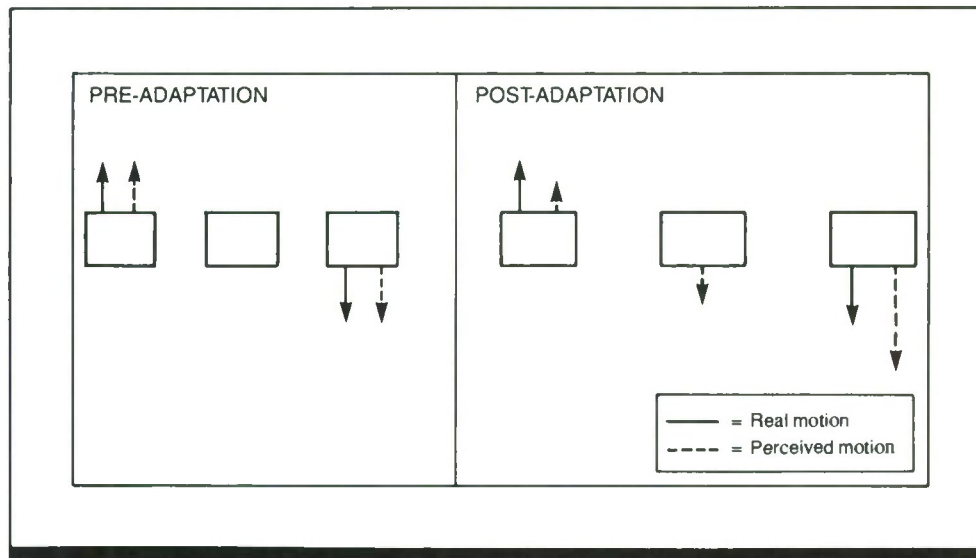 PRE-ADAPTATION
POST-ADAPTATION
= Real motion
= Perceived motion